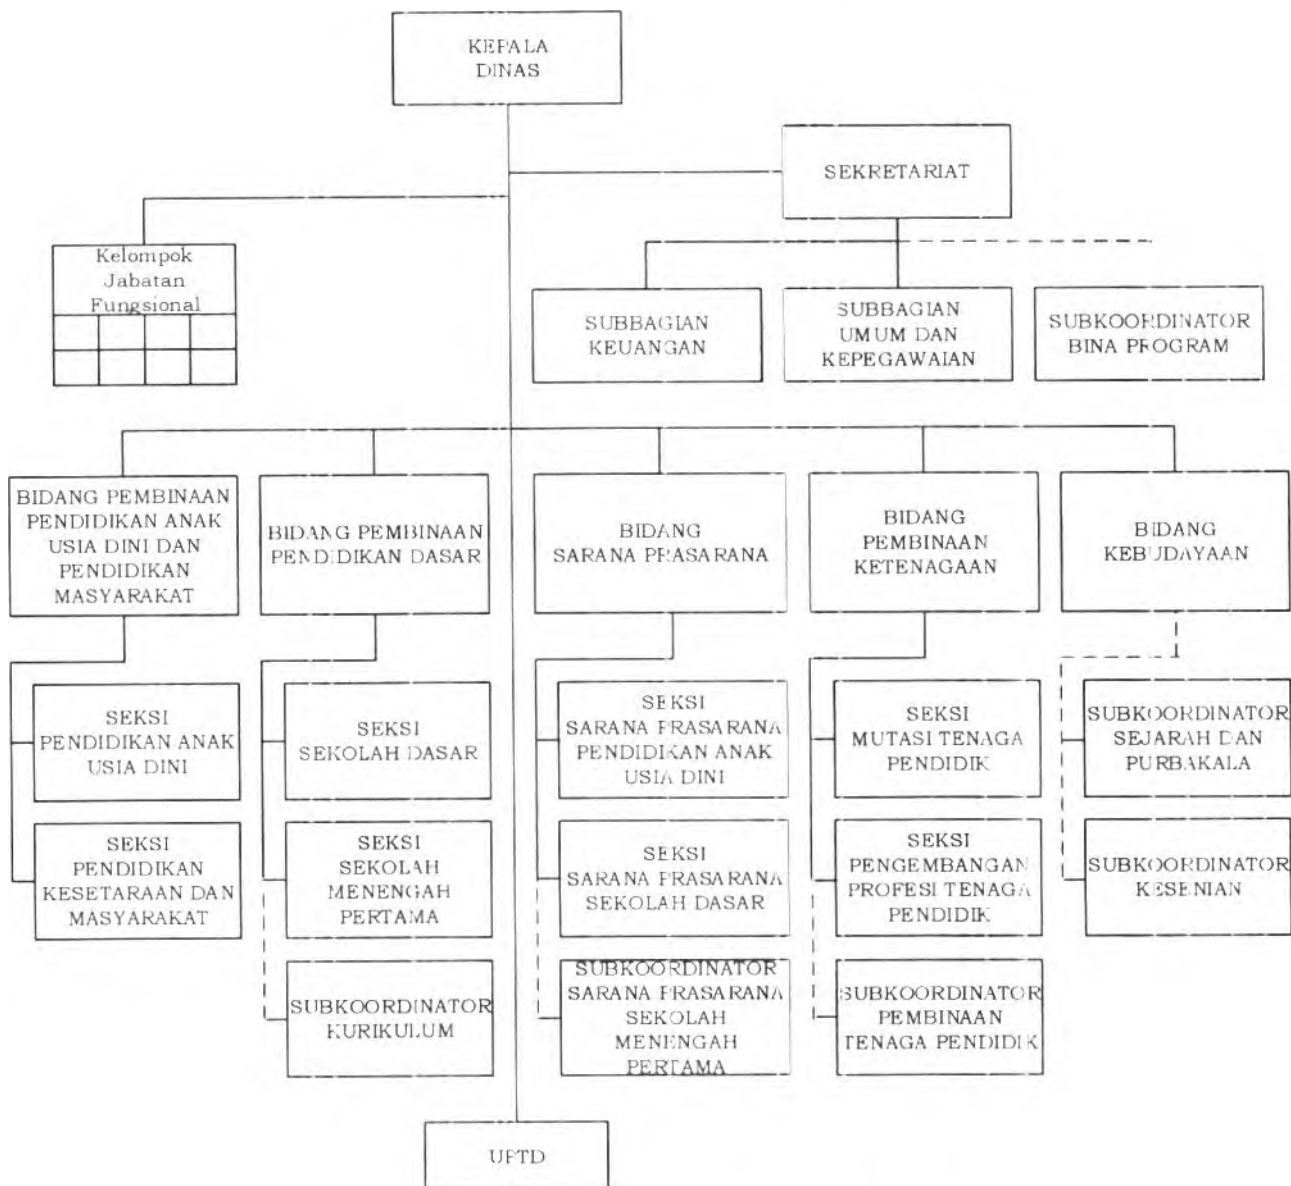 KEPALA
DINAS
SEKRETARIAT
Kelompok
Jabatan
Fungsional
SUBBAGIAN
KEUANGAN
SUBBAGIAN
UMUM DAN
KEPEGAWAIAN
SUBKOORDINATOR
BINA PROGRAM
BIDANG PEMBINAAN
PENDIDIKAN ANAK
USIA DINI DAN
PENDIDIKAN
MASYARAKAT
BIDANG PEMBINAAN
PENDIDIKAN DASAR
BIDANG
SARANA PRASARANA
BIDANG
PEMBINAAN
KETENAGAAN
BIDANG
KEBUDAYAAN
SEKSI
PENDIDIKAN ANAK
USIA DINI
SEKSI
SEKOLAH DASAR
SEKSI
SARANA PRASARANA
PENDIDIKAN ANAK
USIA DINI
SEKSI
MUTASI TENAGA
PENDIDIK
SUBKOORDINATOR
SEJARAH DAN
PURBAKALA
SEKSI
PENDIDIKAN
KESETARAAN DAN
MASYARAKAT
SEKSI
SEKOLAH
MENENGAH
PERTAMA
SEKSI
SARANA PRASARANA
SEKOLAH DASAR
SEKSI
PENGEMBANGAN
PROFESI TENAGA
PENDIDIK
SUBKOORDINATOR
KESENIAN
SUBKOORDINATOR
KURIKULUM
SUBKOORDINATOR
SARANA PRASARANA
SEKOLAH
MENENGAH
PERTAMA
SUBKOORDINATOR
PEMBINAAN
TENAGA PENDIDIK
UPTD